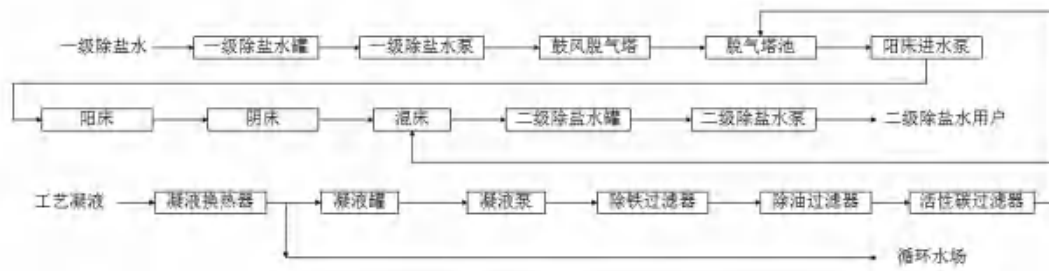 一级除盐水 一级除盐水罐 一级除盐水泵 鼓风脱气塔 脱气塔池 阳床进水泵
阳床 阴床 混床 二级除盐水罐 二级除盐水泵 二级除盐水用户
工艺凝液 凝液换热器 凝液罐 凝液泵 除铁过滤器 除油过滤器 活性碳过滤器
循环水场